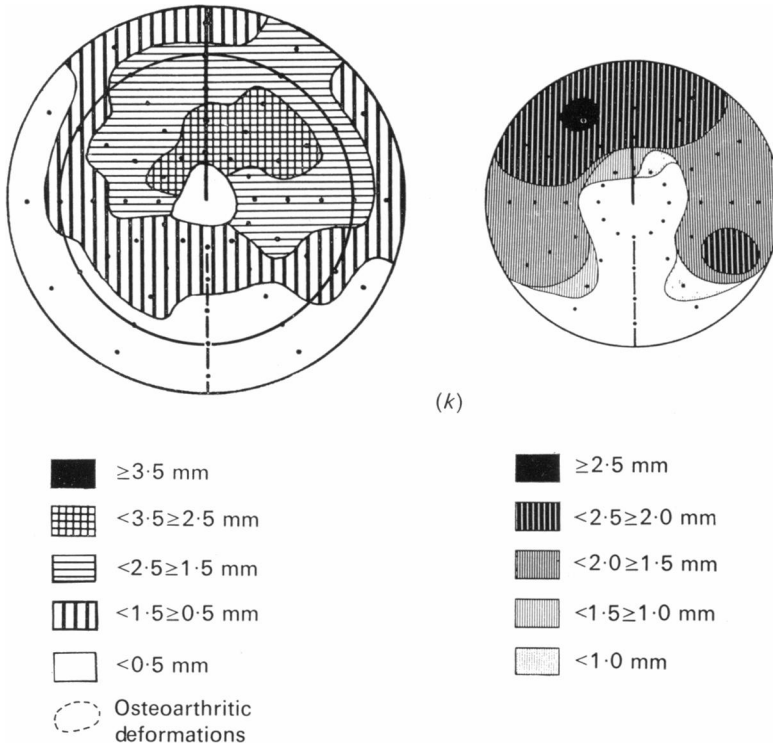 (k)
≥3·5 mm
<3·5≥2·5 mm
<2·5≥1·5 mm
<1·5≥0·5 mm
<0·5 mm
Osteoarthritic
deformations
≥2·5 mm
<2·5≥2·0 mm
<2·0≥1·5 mm
<1·5≥1·0 mm
<1·0 mm